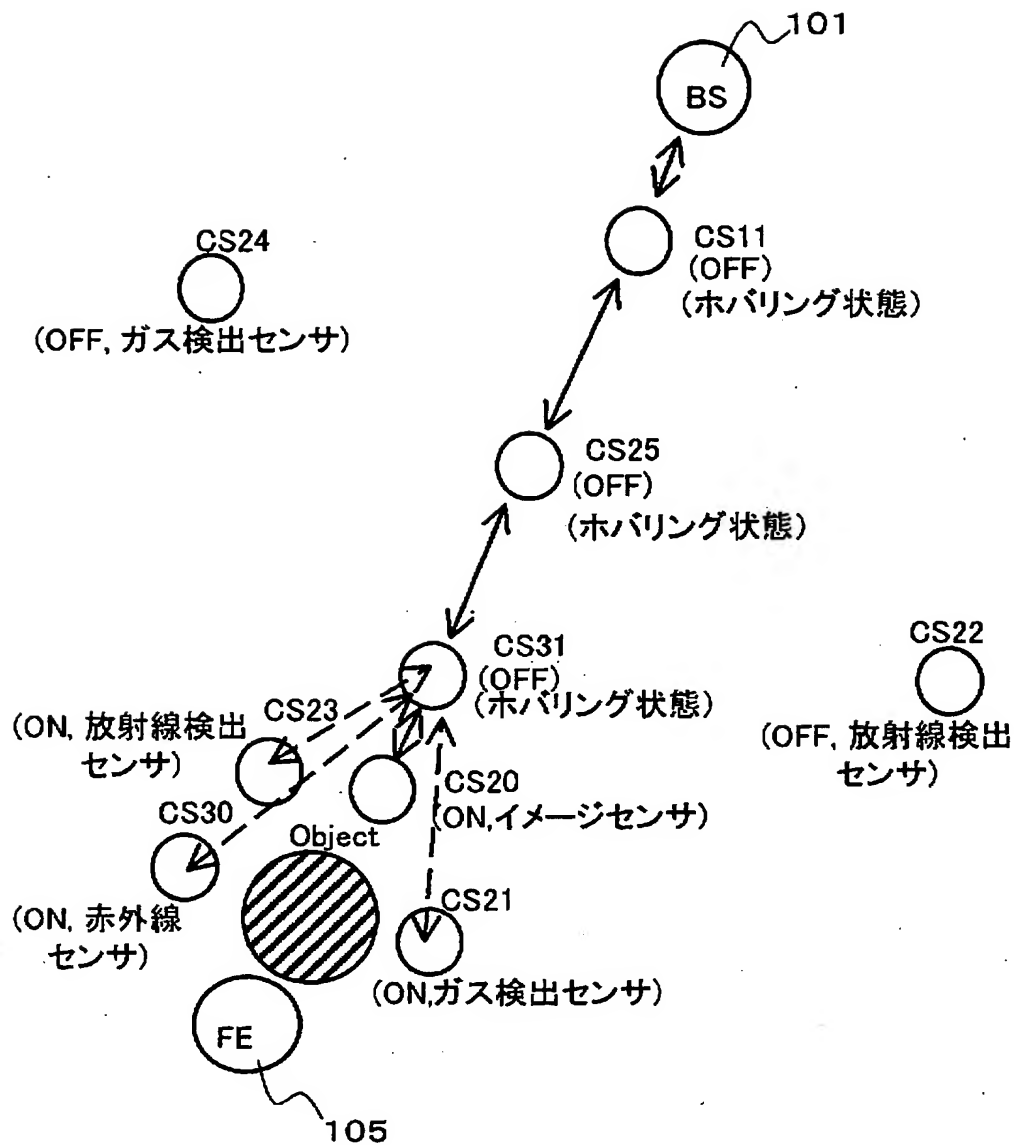 101
BS
CS24
(OFF, ガス検出センサ)
CS11
(OFF)
(ホバリング状態)
CS25
(OFF)
(ホバリング状態)
CS31
(OFF)
(ホバリング状態)
CS22
(OFF, 放射線検出
センサ)
CS23
(ON, 放射線検出
センサ)
CS20
(ON,イメージセンサ)
CS30
(ON, 赤外線
センサ)
Object
CS21
(ON,ガス検出センサ)
FE
105